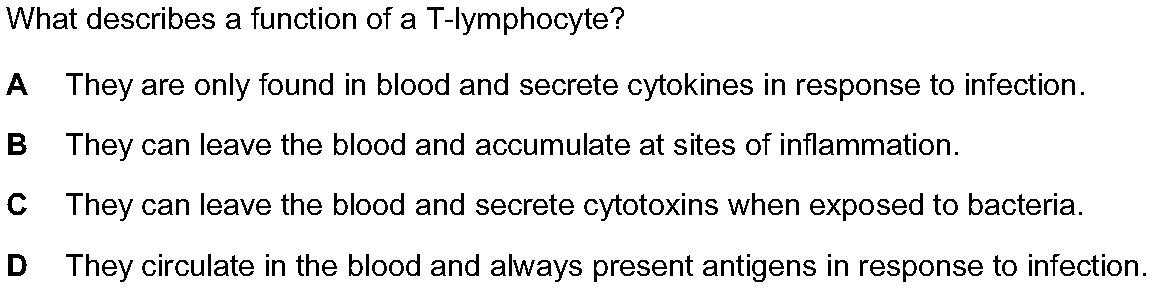 What describes a function of a T-lymphocyte?
A They are only found in blood and secrete cytokines in response to infection.
B They can leave the blood and accumulate at sites of inflammation.
C They can leave the blood and secrete cytotoxins when exposed to bacteria.
D They circulate in the blood and always present antigens in response to infection.